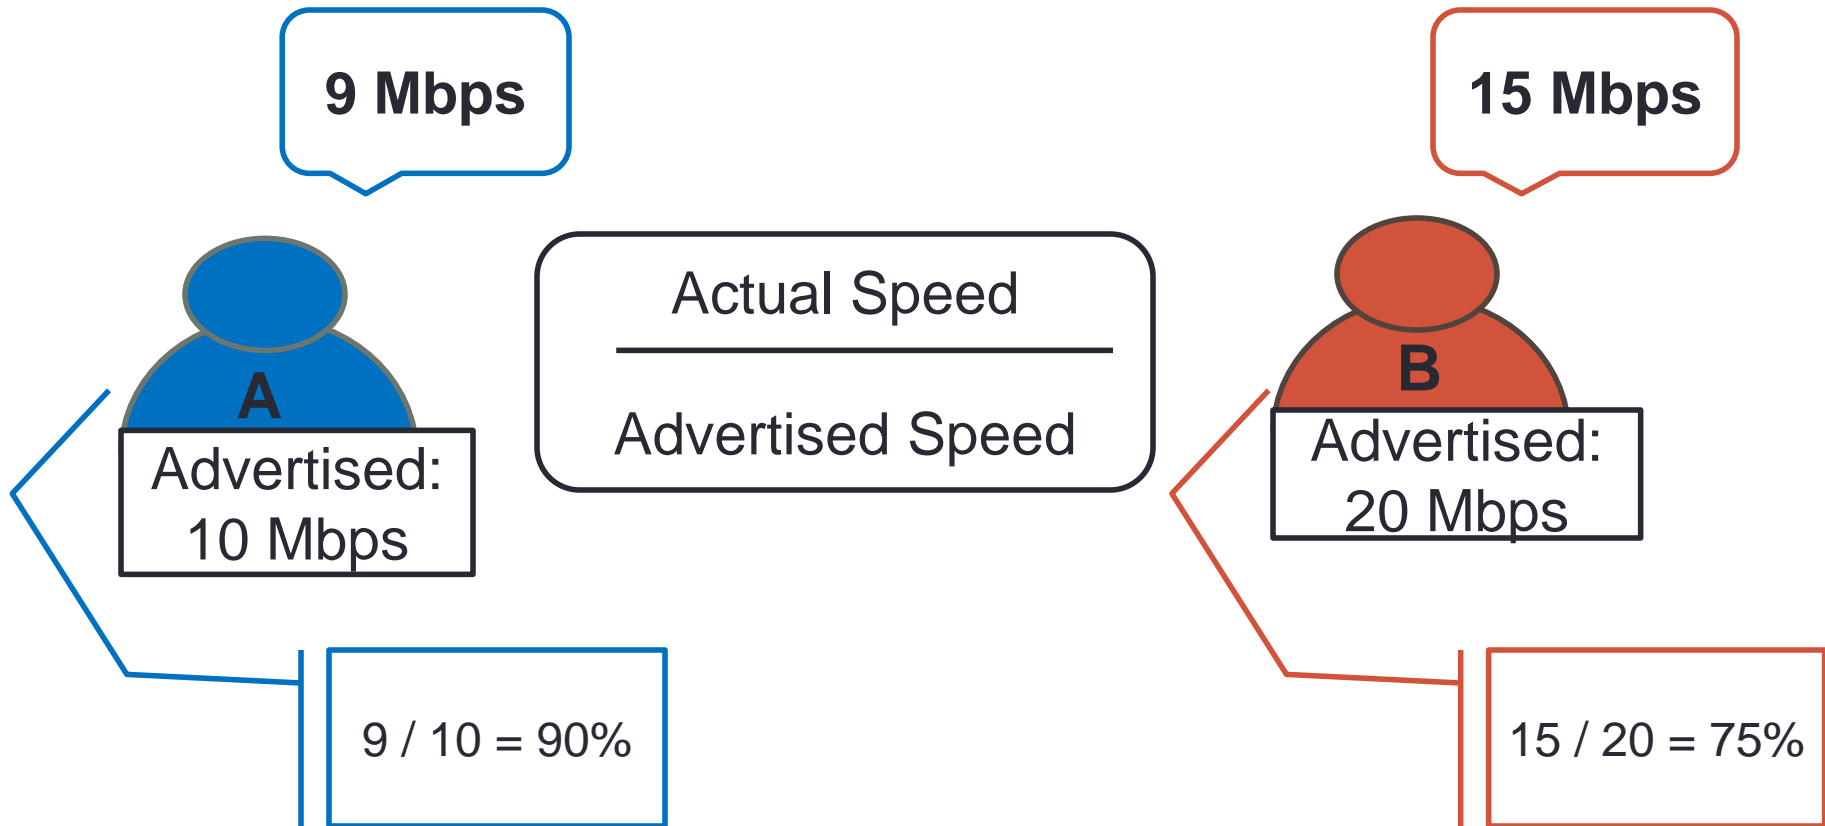 9 Mbps
15 Mbps
A
Advertised:
10 Mbps
Actual Speed
Advertised Speed
B
Advertised:
20 Mbps
9 / 10 = 90%
15 / 20 = 75%